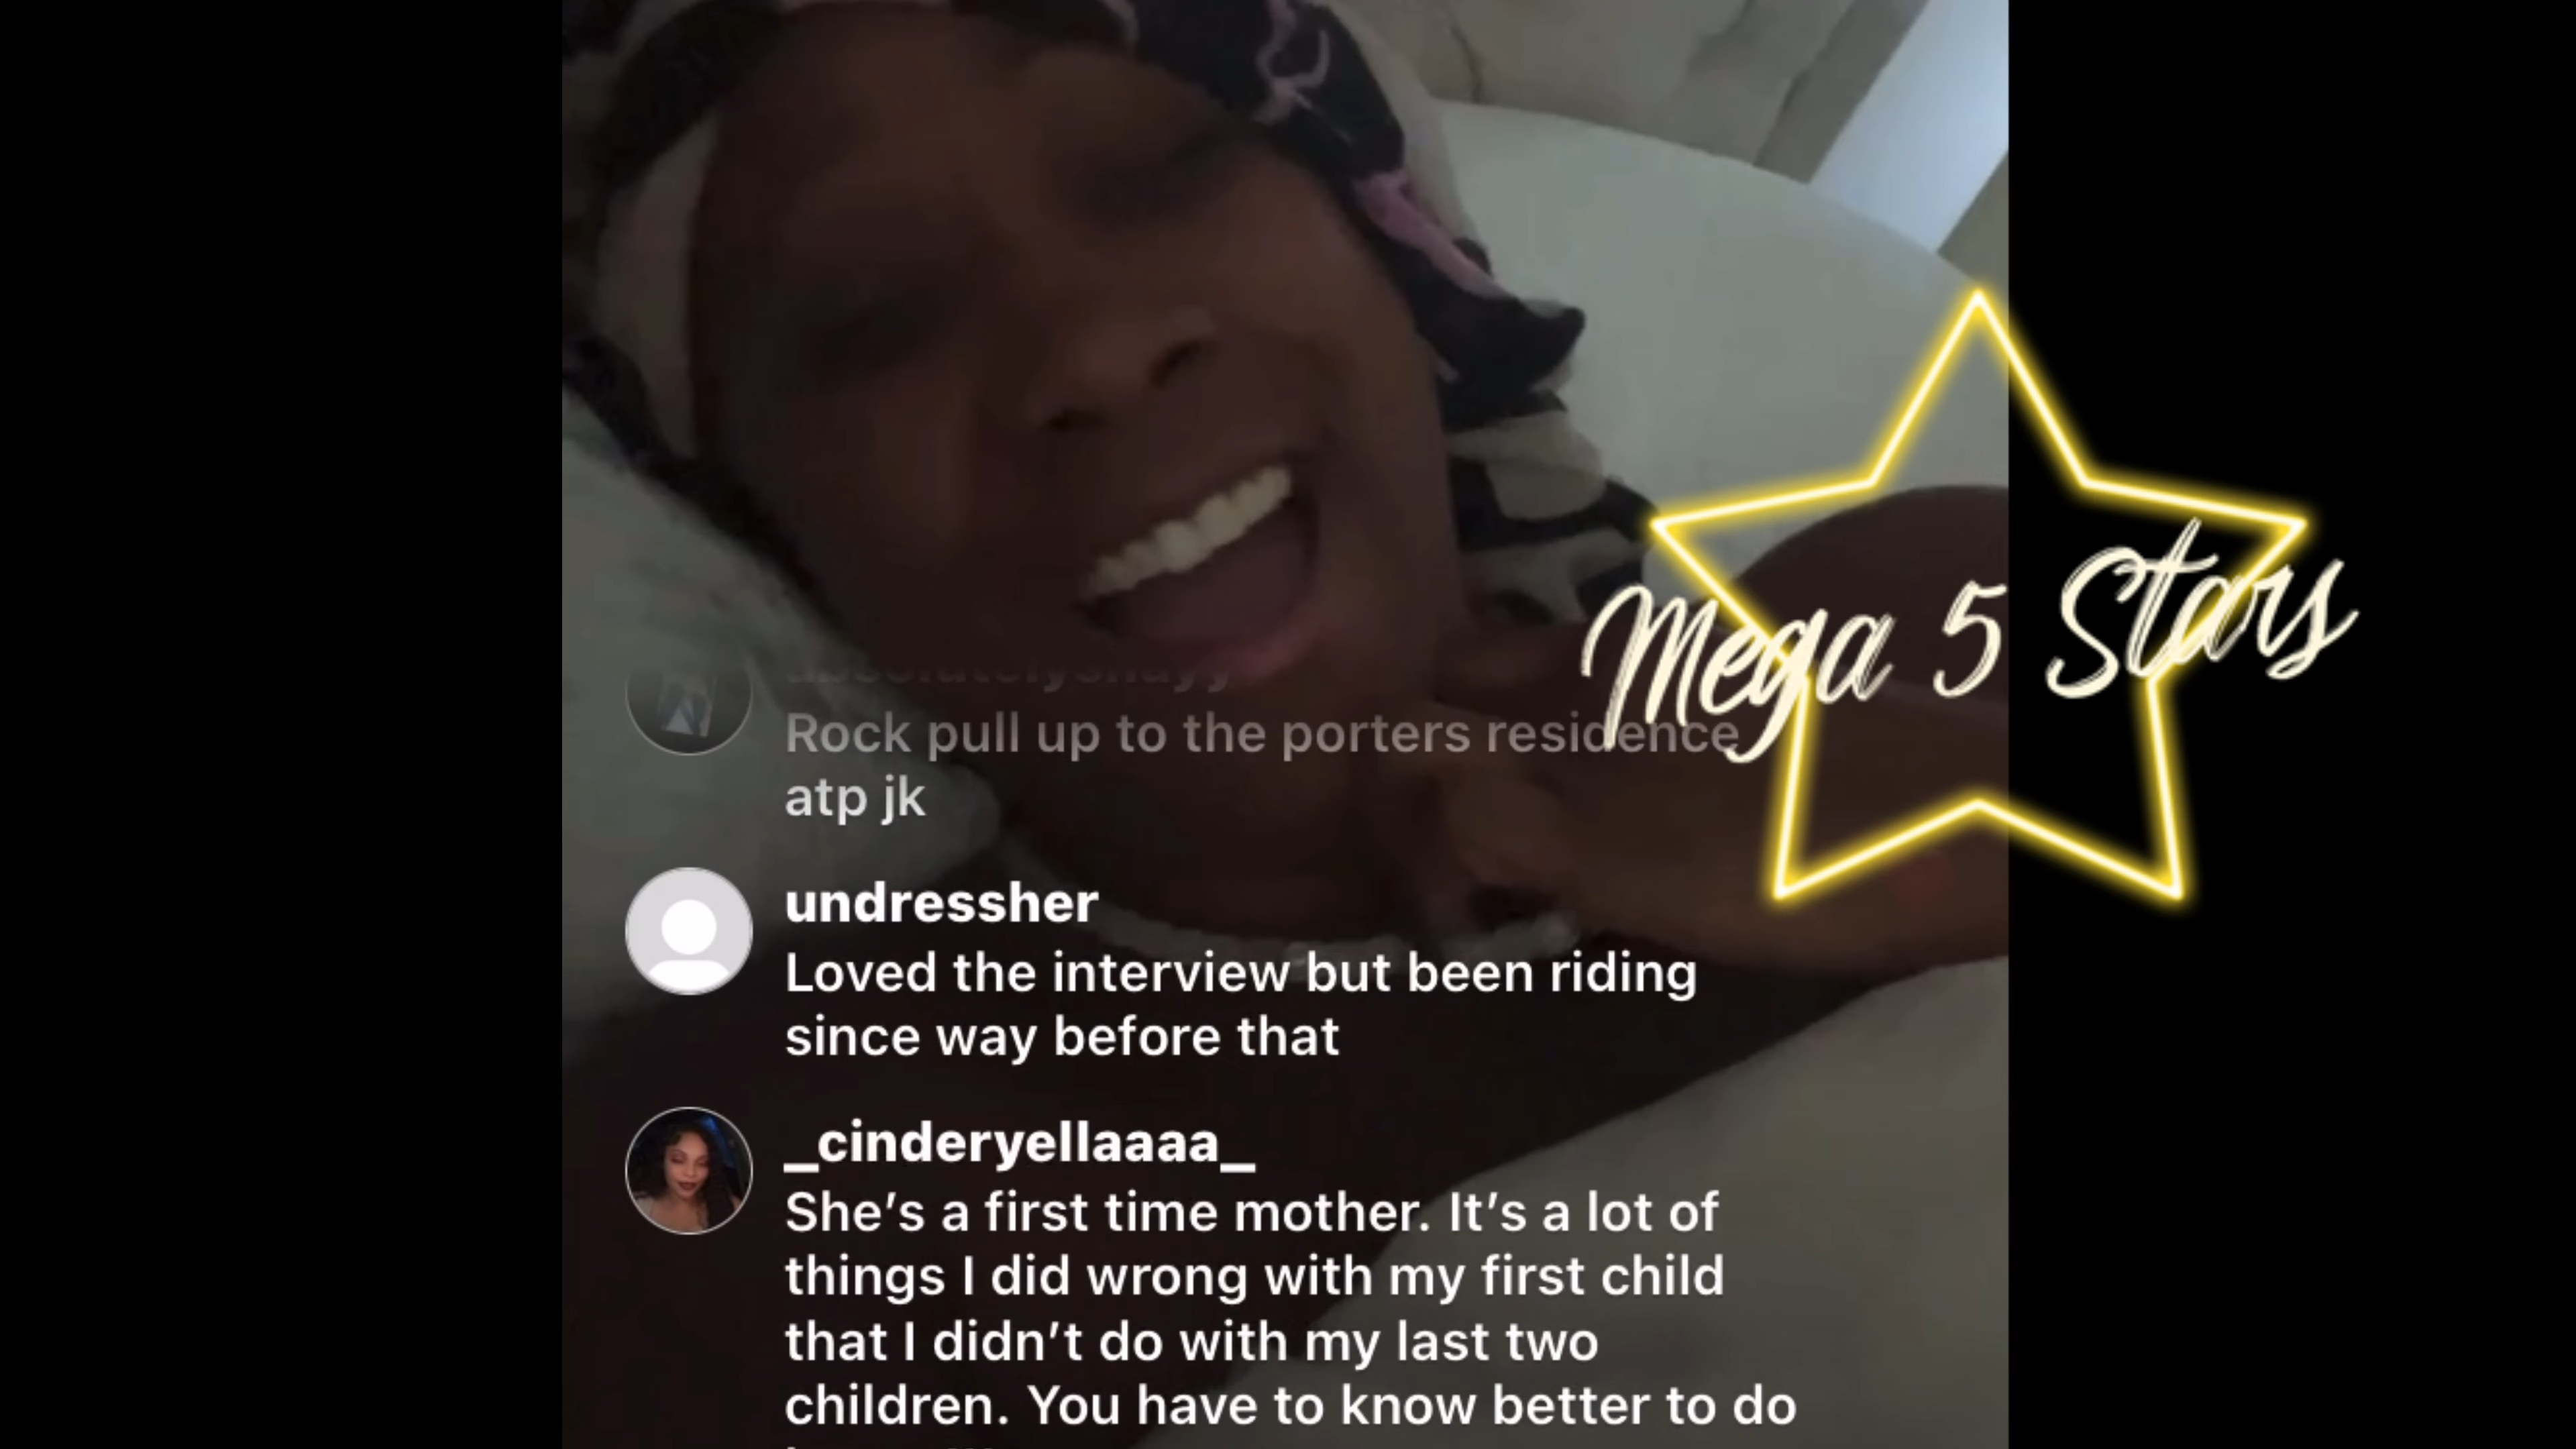 absolutelyshayy
Rock pull up to the porters residence
atp jk
undressher
Loved the interview but been riding
since way before that
_cinderyellaaaa_
She’s a first time mother. It’s a lot of
things I did wrong with my first child
that I didn’t do with my last two
children. You have to know better to do
Mega 5 Stars